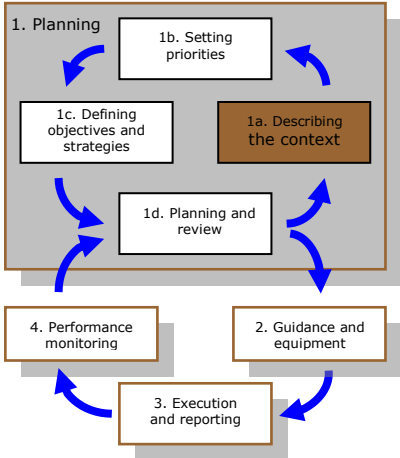 1. Planning
1b. Setting
priorities
1c. Defining
objectives and
strategies
1a. Describing
the context
1d. Planning and
review
4. Performance
monitoring
2. Guidance and
equipment
3. Execution
and reporting